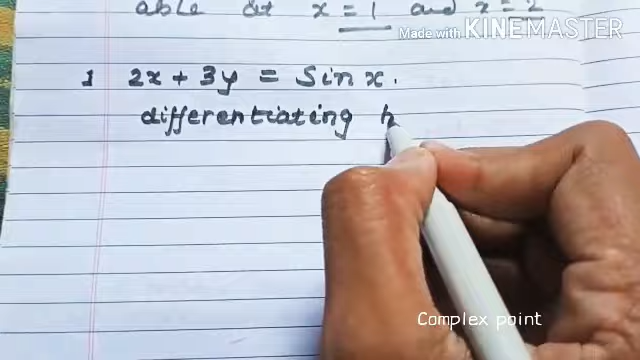 able at x = 1 and x = 2
Made with KINEMASTER
1 2x + 3y = Sin x.
differentiating
Complex point